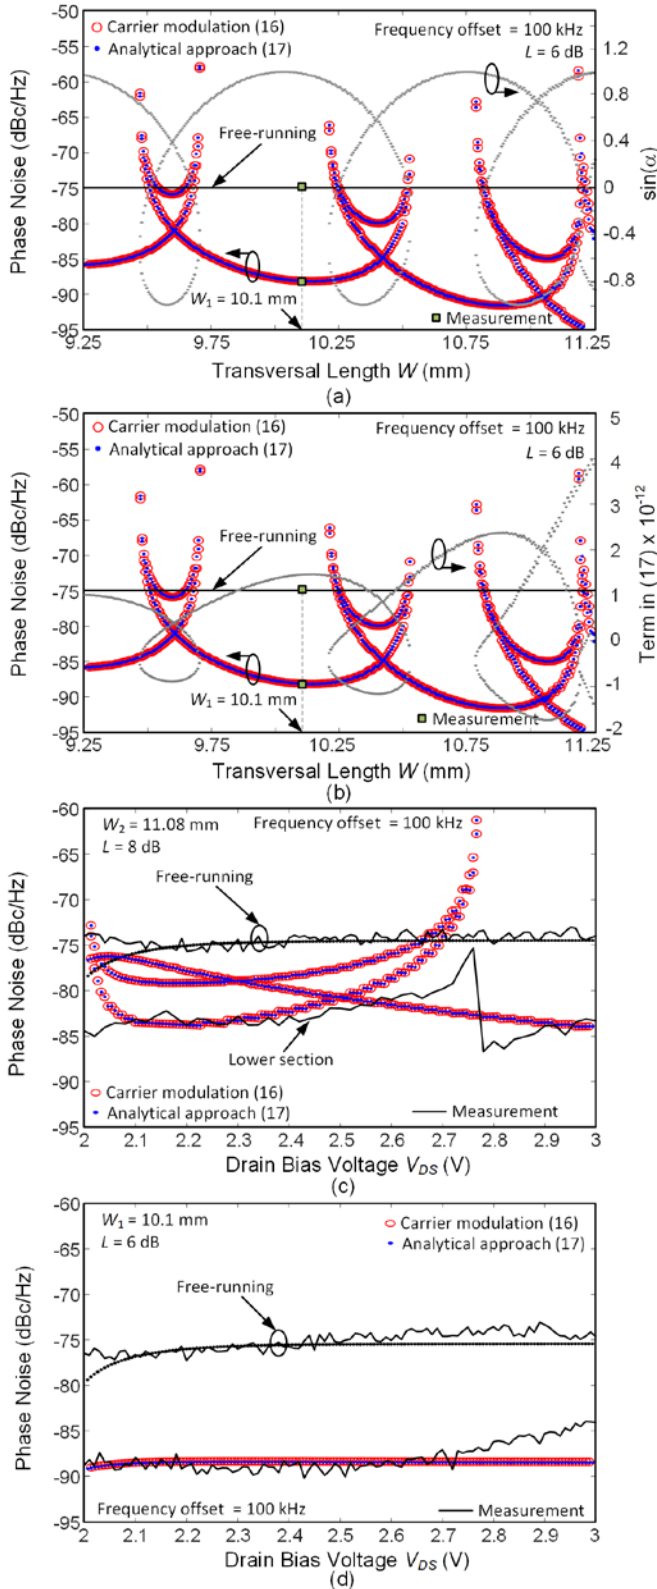 -50
-55
-60
-65
-70
-75
-80
-85
-90
-95
Phase Noise (dBc/Hz)
Carrier modulation (16)
Analytical approach (17)
Frequency offset = 100 kHz
L = 6 dB
Free-running
W1 = 10.1 mm
Measurement
1.2
0.8
0.4
0
-0.4
-0.8
sin(α)
9.25
9.75
10.25
10.75
11.25
Transversal Length W (mm)
(a)
-50
-55
-60
-65
-70
-75
-80
-85
-90
-95
Phase Noise (dBc/Hz)
Carrier modulation (16)
Analytical approach (17)
Frequency offset = 100 kHz
L = 6 dB
Free-running
W1 = 10.1 mm
Measurement
5
4
3
2
1
0
-1
-2
Term in (17) x 10-12
9.25
9.75
10.25
10.75
11.25
Transversal Length W (mm)
(b)
-60
-65
-70
-75
-80
-85
-90
-95
Phase Noise (dBc/Hz)
W2 = 11.08 mm
L = 8 dB
Frequency offset = 100 kHz
Free-running
Lower section
Carrier modulation (16)
Analytical approach (17)
Measurement
2
2.1
2.2
2.3
2.4
2.5
2.6
2.7
2.8
2.9
3
Drain Bias Voltage VDS (V)
(c)
-60
-65
-70
-75
-80
-85
-90
-95
Phase Noise (dBc/Hz)
W1 = 10.1 mm
L = 6 dB
Carrier modulation (16)
Analytical approach (17)
Free-running
Frequency offset = 100 kHz
Measurement
2
2.1
2.2
2.3
2.4
2.5
2.6
2.7
2.8
2.9
3
Drain Bias Voltage VDS (V)
(d)